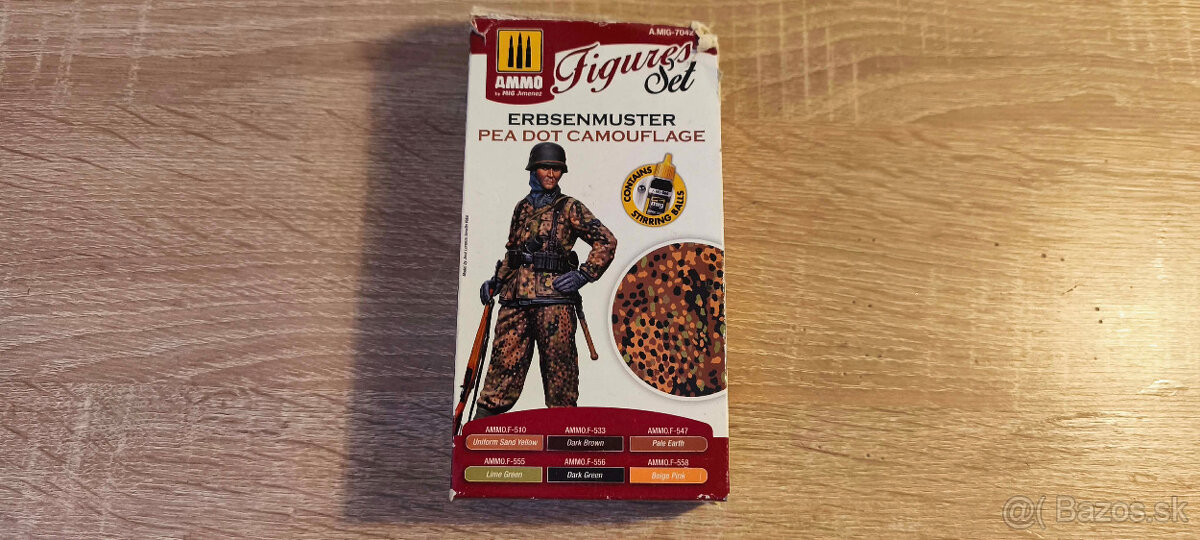 A.MIG-7042
AMMO
by MIG Jimenez
Figures
Set
ERBSENMUSTER
PEA DOT CAMOUFLAGE
CONTAINS
STIRRING BALLS
AMMO.F-510 AMMO.F-533 AMMO.F-547
Uniform Sand Yellow Dark Brown Pale Earth
AMMO.F-555 AMMO.F-556 AMMO.F-558
Lime Green Dark Green Beige Pink
@( Bazos.sk